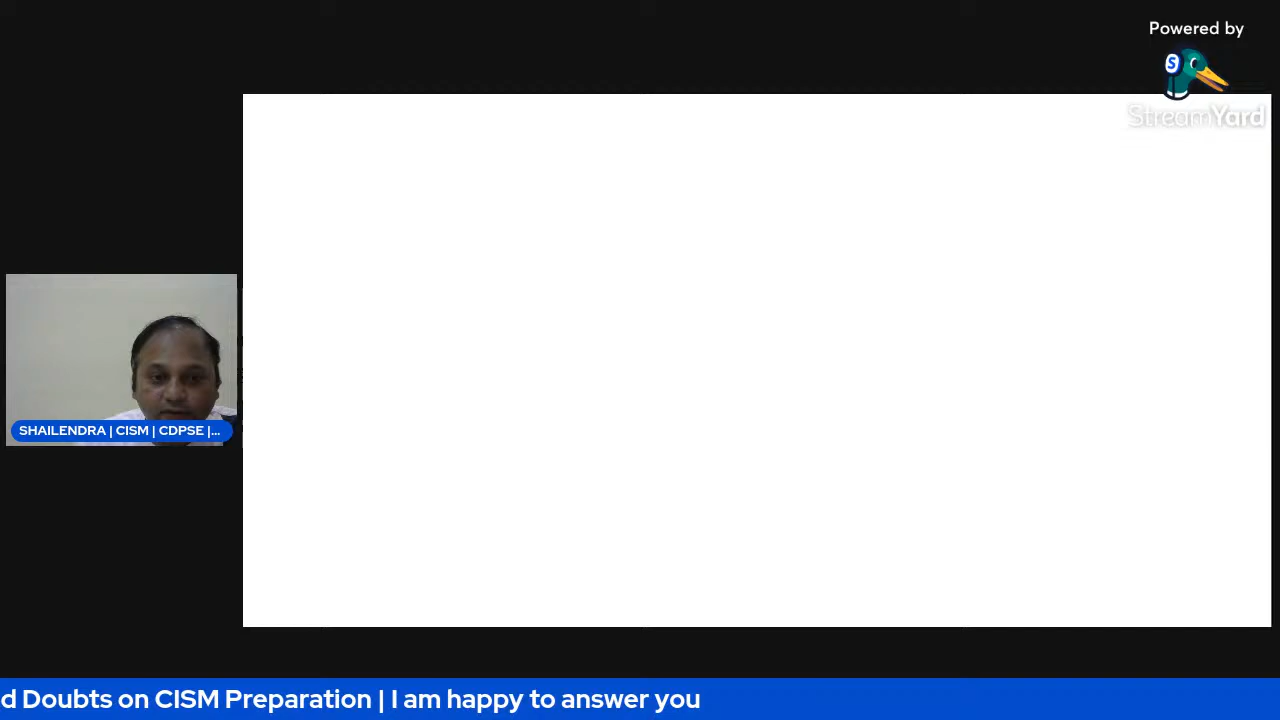 Powered by
S
StreamYard
SHAILENDRA | CISM | CDPSE |...
d Doubts on CISM Preparation | I am happy to answer you